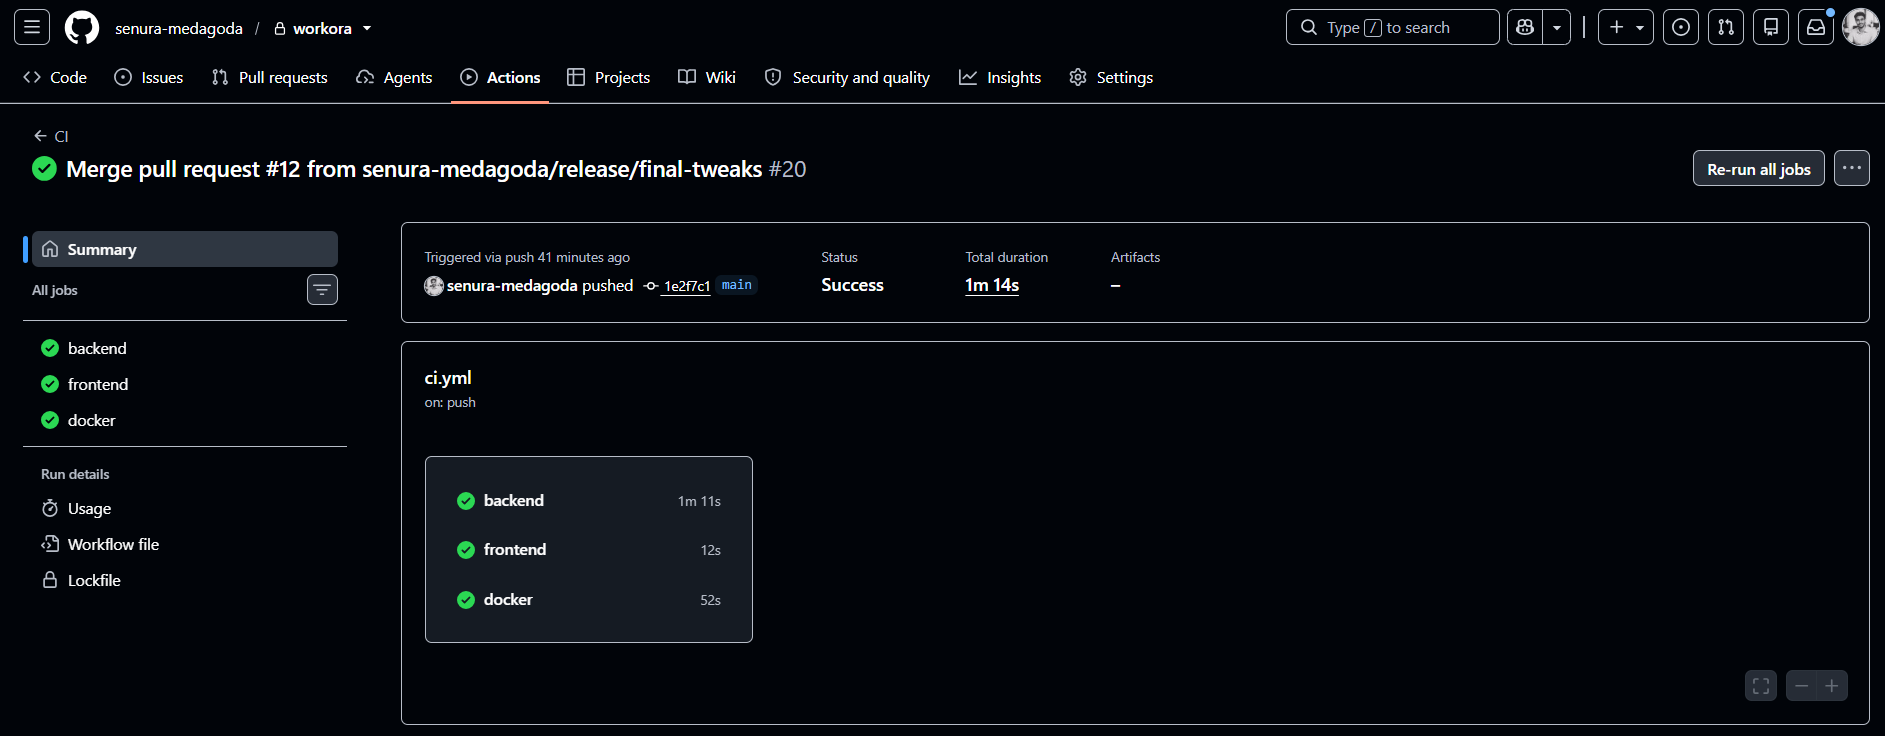 senura-medagoda / workora
Type / to search
Code Issues Pull requests Agents Actions Projects Wiki Security and quality Insights Settings
CI
Merge pull request #12 from senura-medagoda/release/final-tweaks #20
Re-run all jobs
Summary
All jobs
backend
frontend
docker
Run details
Usage
Workflow file
Lockfile
Triggered via push 41 minutes ago
senura-medagoda pushed 1e2f7c1 main
Status
Success
Total duration
1m 14s
Artifacts
–
ci.yml
on: push
backend 1m 11s
frontend 12s
docker 52s